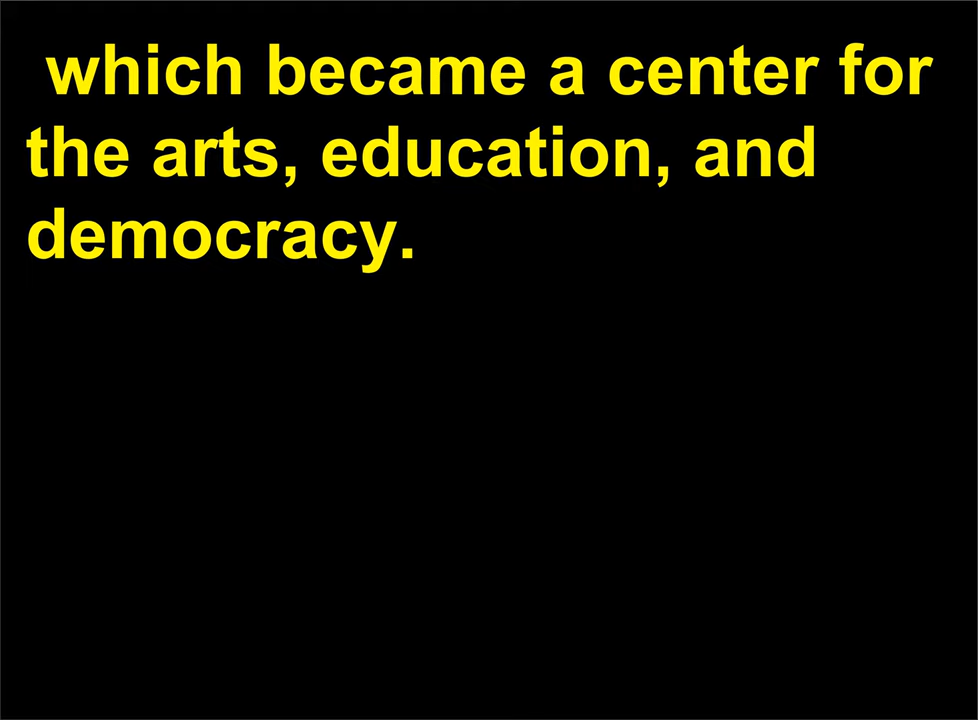 which became a center for
the arts, education, and
democracy.